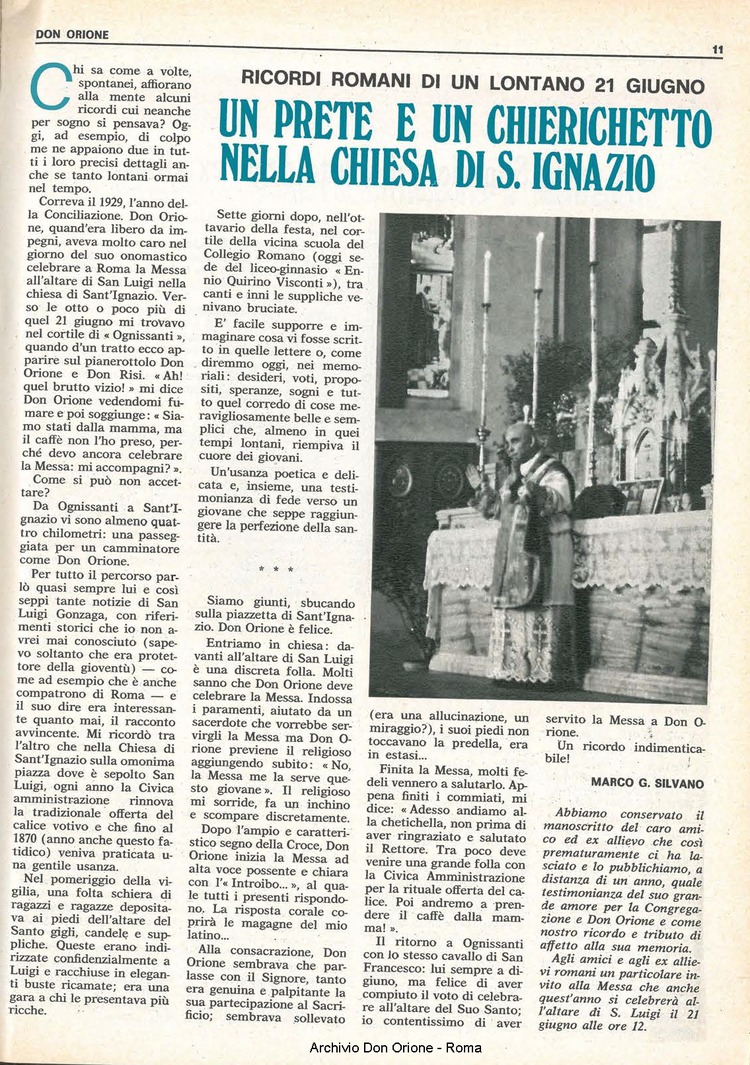 DON ORIONE
11
RICORDI ROMANI DI UN LONTANO 21 GIUGNO
UN PRETE E UN CHIERICHETTO
NELLA CHIESA DI S. IGNAZIO
Chi sa come a volte,
spontanei, affiorano
alla mente alcuni
ricordi cui neanche
per sogno si pensava? Og-
gi, ad esempio, di colpo
me ne appaiono due in tut-
ti i loro precisi dettagli an-
che se tanto lontani ormai
nel tempo.
Correva il 1929, l'anno del-
la Conciliazione. Don Orio-
ne, quand'era libero da im-
pegni, aveva molto caro nel
giorno del suo onomastico
celebrare a Roma la Messa
all'altare di San Luigi nella
chiesa di Sant'Ignazio. Ver-
so le otto o poco più di
quel 21 giugno mi trovavo
nel cortile di « Ognissanti »,
quando d'un tratto ecco ap-
parire sul pianerottolo Don
Orione e Don Risi. « Ah!
quel brutto vizio! » mi dice
Don Orione vedendomi fu-
mare e poi soggiunge: « Sia-
mo stati dalla mamma, ma
il caffè non l'ho preso, per-
ché devo ancora celebrare
la Messa: mi accompagni? ».
Come si può non accet-
tare?
Da Ognissanti a Sant'I-
gnazio vi sono almeno quat-
tro chilometri: una passeg-
giata per un camminatore
come Don Orione.
Per tutto il percorso par-
lò quasi sempre lui e così
seppi tante notizie di San
Luigi Gonzaga, con riferi-
menti storici che io non a-
vrei mai conosciuto (sape-
vo soltanto che era protet-
tore della gioventù) — co-
me ad esempio che è anche
compatrono di Roma — e
il suo dire era interessan-
te quanto mai, il racconto
avvincente. Mi ricordò tra
l'altro che nella Chiesa di
Sant'Ignazio sulla omonima
piazza dove è sepolto San
Luigi, ogni anno la Civica
amministrazione rinnova
la tradizionale offerta del
calice votivo e che fino al
1870 (anno anche questo fa-
tidico) veniva praticata u-
na gentile usanza.
Nel pomeriggio della vi-
gilia, una folta schiera di
ragazzi e ragazze deposita-
va ai piedi dell'altare del
Santo gigli, candele e sup-
pliche. Queste erano indi-
rizzate confidenzialmente a
Luigi e racchiuse in elegan-
ti buste ricamate; era una
gara a chi le presentava più
ricche.
Sette giorni dopo, nell'ot-
tavario della festa, nel cor-
tile della vicina scuola del
Collegio Romano (oggi se-
de del liceo-ginnasio « En-
nio Quirino Visconti »), tra
canti e inni le suppliche ve-
nivano bruciate.
E' facile supporre e im-
maginare cosa vi fosse scrit-
to in quelle lettere o, come
diremmo oggi, nei memo-
riali: desideri, voti, propo-
siti, speranze, sogni e tut-
to quel corredo di cose me-
ravigliosamente belle e sem-
plici che, almeno in quei
tempi lontani, riempiva il
cuore dei giovani.
Un'usanza poetica e deli-
cata e, insieme, una testi-
monianza di fede verso un
giovane che seppe raggiun-
gere la perfezione della san-
tità.
* * *
Siamo giunti, sbucando
sulla piazzetta di Sant'Igna-
zio. Don Orione è felice.
Entriamo in chiesa: da-
vanti all'altare di San Luigi
è una discreta folla. Molti
sanno che Don Orione deve
celebrare la Messa. Indossa
i paramenti, aiutato da un
sacerdote che vorrebbe ser-
virgli la Messa ma Don O-
rione previene il religioso
aggiungendo subito: « No,
la Messa me la serve que-
sto giovane ». Il religioso
mi sorride, fa un inchino
e scompare discretamente.
Dopo l'ampio e caratteri-
stico segno della Croce, Don
Orione inizia la Messa ad
alta voce possente e chiara
con l'« Introibo... », al qua-
le tutti i presenti rispondo-
no. La risposta corale co-
prirà le magagne del mio
latino...
Alla consacrazione, Don
Orione sembrava che par-
lasse con il Signore, tanto
era genuina e palpitante la
sua partecipazione al Sacri-
ficio; sembrava sollevato
(era una allucinazione, un
miraggio?), i suoi piedi non
toccavano la predella, era
in estasi...
Finita la Messa, molti fe-
deli vennero a salutarlo. Ap-
pena finiti i commiati, mi
dice: « Adesso andiamo al-
la chetichella, non prima di
aver ringraziato e salutato
il Rettore. Tra poco deve
venire una grande folla con
la Civica Amministrazione
per la rituale offerta del ca-
lice. Poi andremo a pren-
dere il caffè dalla mam-
ma! ».
Il ritorno a Ognissanti
con lo stesso cavallo di San
Francesco: lui sempre a di-
giuno, ma felice di aver
compiuto il voto di celebra-
re all'altare del Suo Santo;
io contentissimo di aver
servito la Messa a Don O-
rione.
Un ricordo indimentica-
bile!
MARCO G. SILVANO
Abbiamo conservato il
manoscritto del caro ami-
co ed ex allievo che così
prematuramente ci ha la-
sciato e lo pubblichiamo, a
distanza di un anno, quale
testimonianza del suo gran-
de amore per la Congrega-
zione e Don Orione e come
nostro ricordo e tributo di
affetto alla sua memoria.
Agli amici e agli ex allie-
vi romani un particolare in-
vito alla Messa che anche
quest'anno si celebrerà al-
l'altare di S. Luigi il 21
giugno alle ore 12.
Archivio Don Orione - Roma